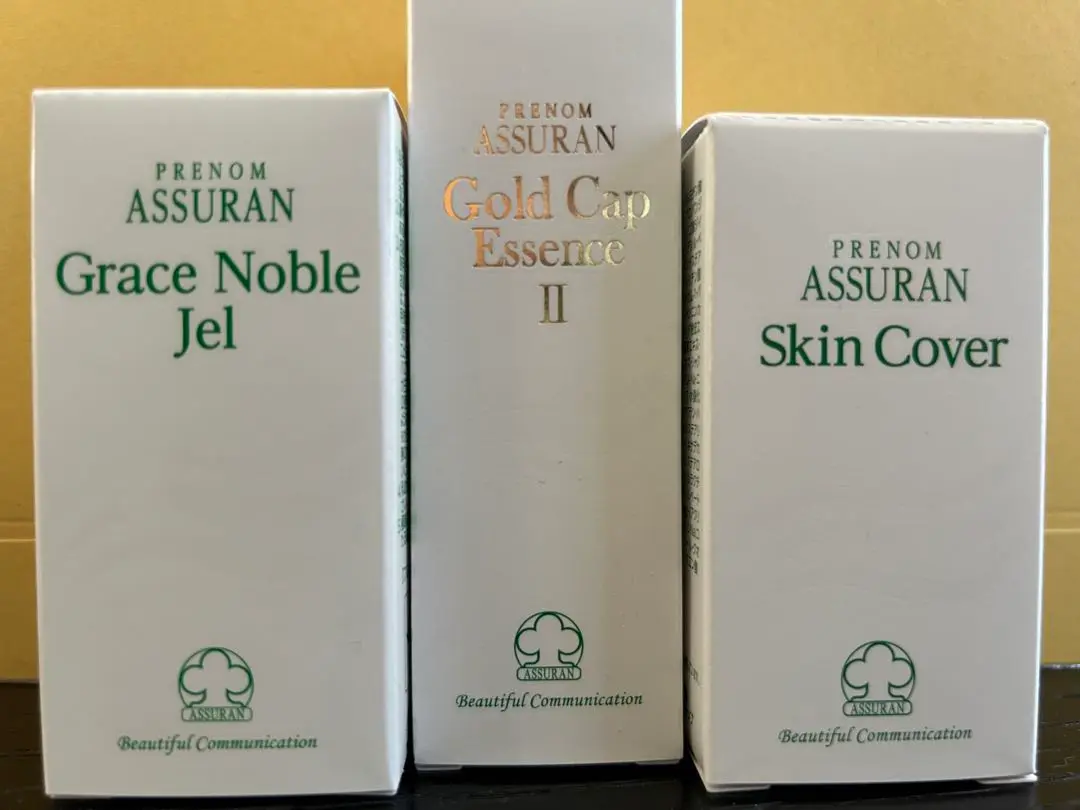 PRENOM
ASSURAN
Grace Noble
Jel
ASSURAN
Beautiful Communication
PRENOM
ASSURAN
Gold Cap
Essence
II
ASSURAN
Beautiful Communication
PRENOM
ASSURAN
Skin Cover
ASSURAN
Beautiful Communication